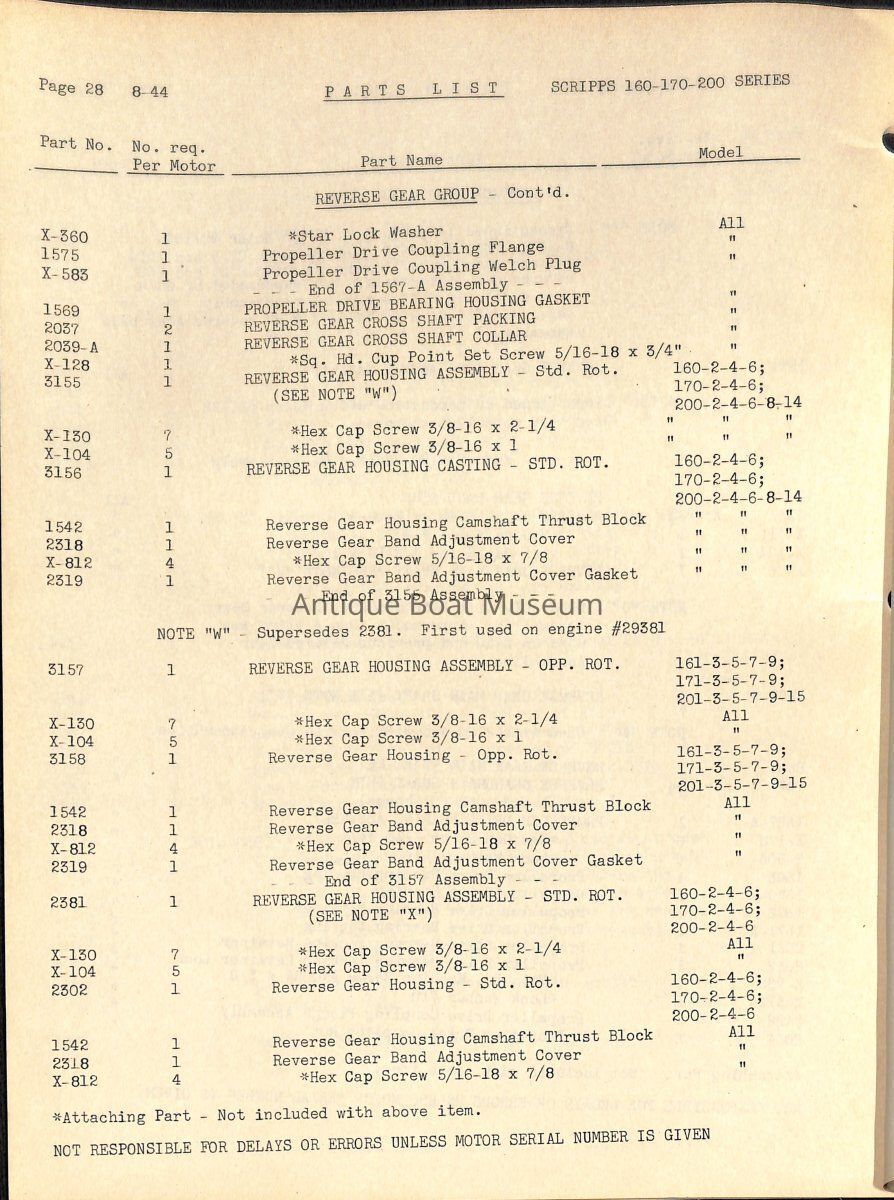 Page 28 8-44 PARTS LIST SCRIPPS 160-170-200 SERIES
Part No. No. req. Per Motor Part Name Model
REVERSE GEAR GROUP - Cont'd.
X-360 1 *Star Lock Washer All
1575 1 Propeller Drive Coupling Flange "
X-583 1 Propeller Drive Coupling Welch Plug "
- - - End of 1567-A Assembly - - -
1569 1 PROPELLER DRIVE BEARING HOUSING GASKET "
2037 2 REVERSE GEAR CROSS SHAFT PACKING "
2039-A 1 REVERSE GEAR CROSS SHAFT COLLAR "
X-128 1 *Sq. Hd. Cup Point Set Screw 5/16-18 x 3/4" "
3155 1 REVERSE GEAR HOUSING ASSEMBLY - Std. Rot. 160-2-4-6;
(SEE NOTE "W") 170-2-4-6;
200-2-4-6-8-14
X-130 7 *Hex Cap Screw 3/8-16 x 2-1/4 " " "
X-104 5 *Hex Cap Screw 3/8-16 x 1 " " "
3156 1 REVERSE GEAR HOUSING CASTING - STD. ROT. 160-2-4-6;
170-2-4-6;
200-2-4-6-8-14
1542 1 Reverse Gear Housing Camshaft Thrust Block " " "
2318 1 Reverse Gear Band Adjustment Cover " " "
X-812 4 *Hex Cap Screw 5/16-18 x 7/8 " " "
2319 1 Reverse Gear Band Adjustment Cover Gasket " " "
- - - End of 3155 Assembly - - -
Antique Boat Museum
NOTE "W" - Supersedes 2381. First used on engine #29381
3157 1 REVERSE GEAR HOUSING ASSEMBLY - OPP. ROT. 161-3-5-7-9;
171-3-5-7-9;
201-3-5-7-9-15
X-130 7 *Hex Cap Screw 3/8-16 x 2-1/4 All
X-104 5 *Hex Cap Screw 3/8-16 x 1 "
3158 1 Reverse Gear Housing - Opp. Rot. 161-3-5-7-9;
171-3-5-7-9;
201-3-5-7-9-15
1542 1 Reverse Gear Housing Camshaft Thrust Block All
2318 1 Reverse Gear Band Adjustment Cover "
X-812 4 *Hex Cap Screw 5/16-18 x 7/8 "
2319 1 Reverse Gear Band Adjustment Cover Gasket "
- - - End of 3157 Assembly - - -
2381 1 REVERSE GEAR HOUSING ASSEMBLY - STD. ROT. 160-2-4-6;
(SEE NOTE "X") 170-2-4-6;
200-2-4-6
X-130 7 *Hex Cap Screw 3/8-16 x 2-1/4 All
X-104 5 *Hex Cap Screw 3/8-16 x 1 "
2302 1 Reverse Gear Housing - Std. Rot. 160-2-4-6;
170-2-4-6;
200-2-4-6
1542 1 Reverse Gear Housing Camshaft Thrust Block All
2318 1 Reverse Gear Band Adjustment Cover "
X-812 4 *Hex Cap Screw 5/16-18 x 7/8 "
*Attaching Part - Not included with above item.
NOT RESPONSIBLE FOR DELAYS OR ERRORS UNLESS MOTOR SERIAL NUMBER IS GIVEN